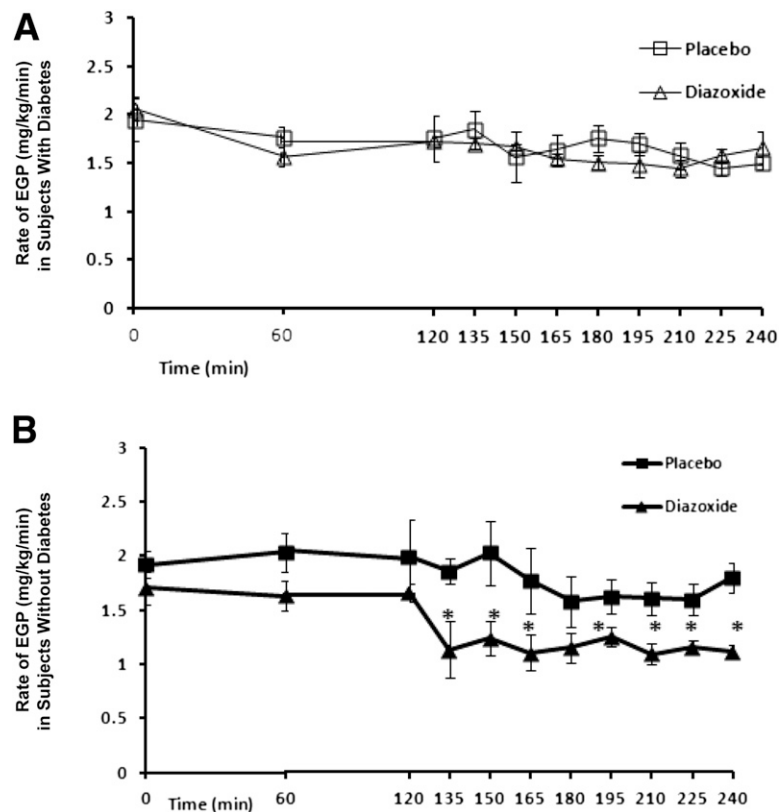 A
3
2.5
2
1.5
1
0.5
0
Rate of EGP (mg/kg/min)
in Subjects With Diabetes
Placebo
Diazoxide
0 60 120 135 150 165 180 195 210 225 240
Time (min)
B
3
2.5
2
1.5
1
0.5
0
Rate of EGP (mg/kg/min)
in Subjects Without Diabetes
Placebo
Diazoxide
* * * * * * *
0 60 120 135 150 165 180 195 210 225 240
Time (min)